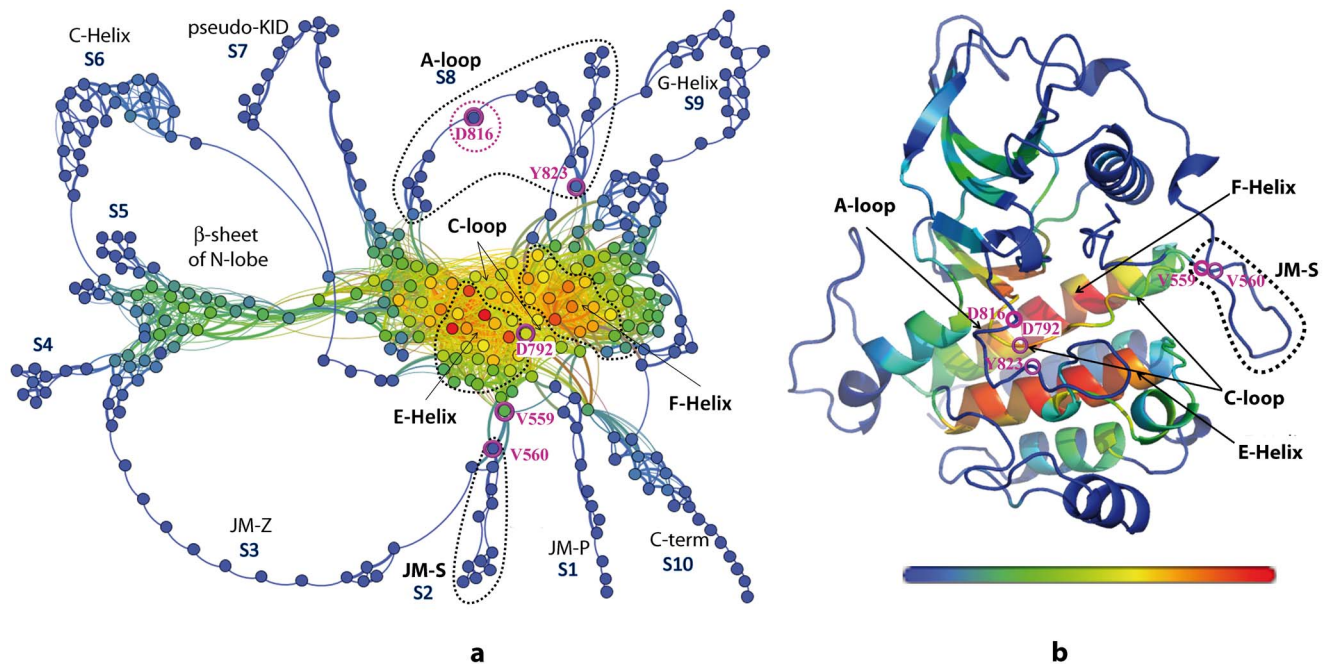 C-Helix
S6
pseudo-KID
S7
A-loop
S8
D816
G-Helix
S9
Y823
S5
β-sheet
of N-lobe
C-loop
D792
S4
E-Helix
F-Helix
V559
V560
JM-Z
S3
JM-S
S2
JM-P
S1
C-term
S10
a
A-loop
F-Helix
JM-S
V559
V560
D816
D792
Y823
C-loop
E-Helix
b